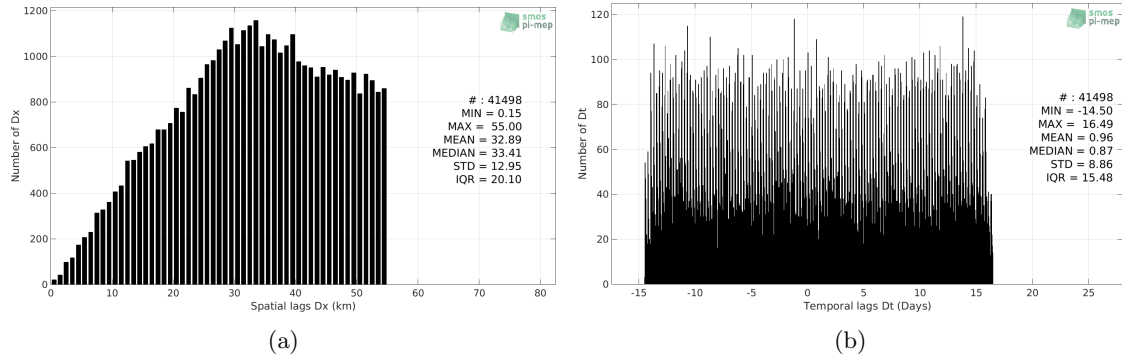 1200
1000
800
600
400
200
0
Number of Dx
0 10 20 30 40 50 60 70 80
Spatial lags Dx (km)
smos
pi-mep
# : 41498
MIN = 0.15
MAX = 55.00
MEAN = 32.89
MEDIAN = 33.41
STD = 12.95
IQR = 20.10
(a)
120
100
80
60
40
20
0
Number of Dt
-15 -10 -5 0 5 10 15 20 25
Temporal lags Dt (Days)
smos
pi-mep
# : 41498
MIN = -14.50
MAX = 16.49
MEAN = 0.96
MEDIAN = 0.87
STD = 8.86
IQR = 15.48
(b)